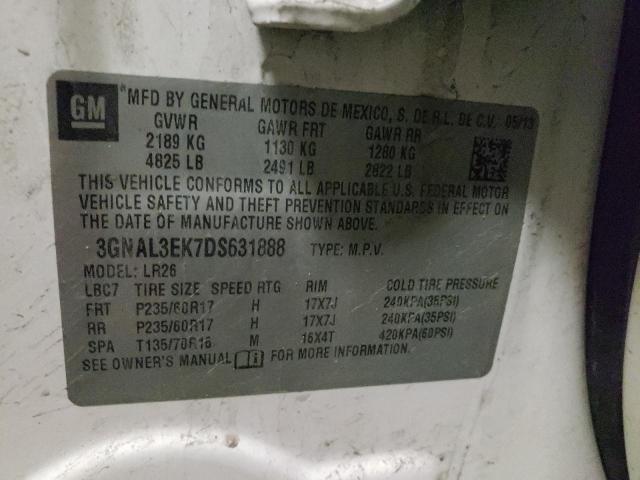 GM
*MFD BY GENERAL MOTORS DE MEXICO, S. DE R.L. DE C.V. 05/13
GVWR GAWR FRT GAWR RR
2189 KG 1130 KG 1280 KG
4825 LB 2491 LB 2822 LB
THIS VEHICLE CONFORMS TO ALL APPLICABLE U.S. FEDERAL MOTOR
VEHICLE SAFETY AND THEFT PREVENTION STANDARDS IN EFFECT ON
THE DATE OF MANUFACTURE SHOWN ABOVE.
3GNAL3EK7DS631888 TYPE: M.P.V.
MODEL: LR26
LBC7 TIRE SIZE SPEED RTG RIM COLD TIRE PRESSURE
FRT P235/60R17 H 17X7J 240KPA(35PSI)
RR P235/60R17 H 17X7J 240KPA(35PSI)
SPA T135/70R16 M 16X4T 420KPA(60PSI)
SEE OWNER'S MANUAL FOR MORE INFORMATION.